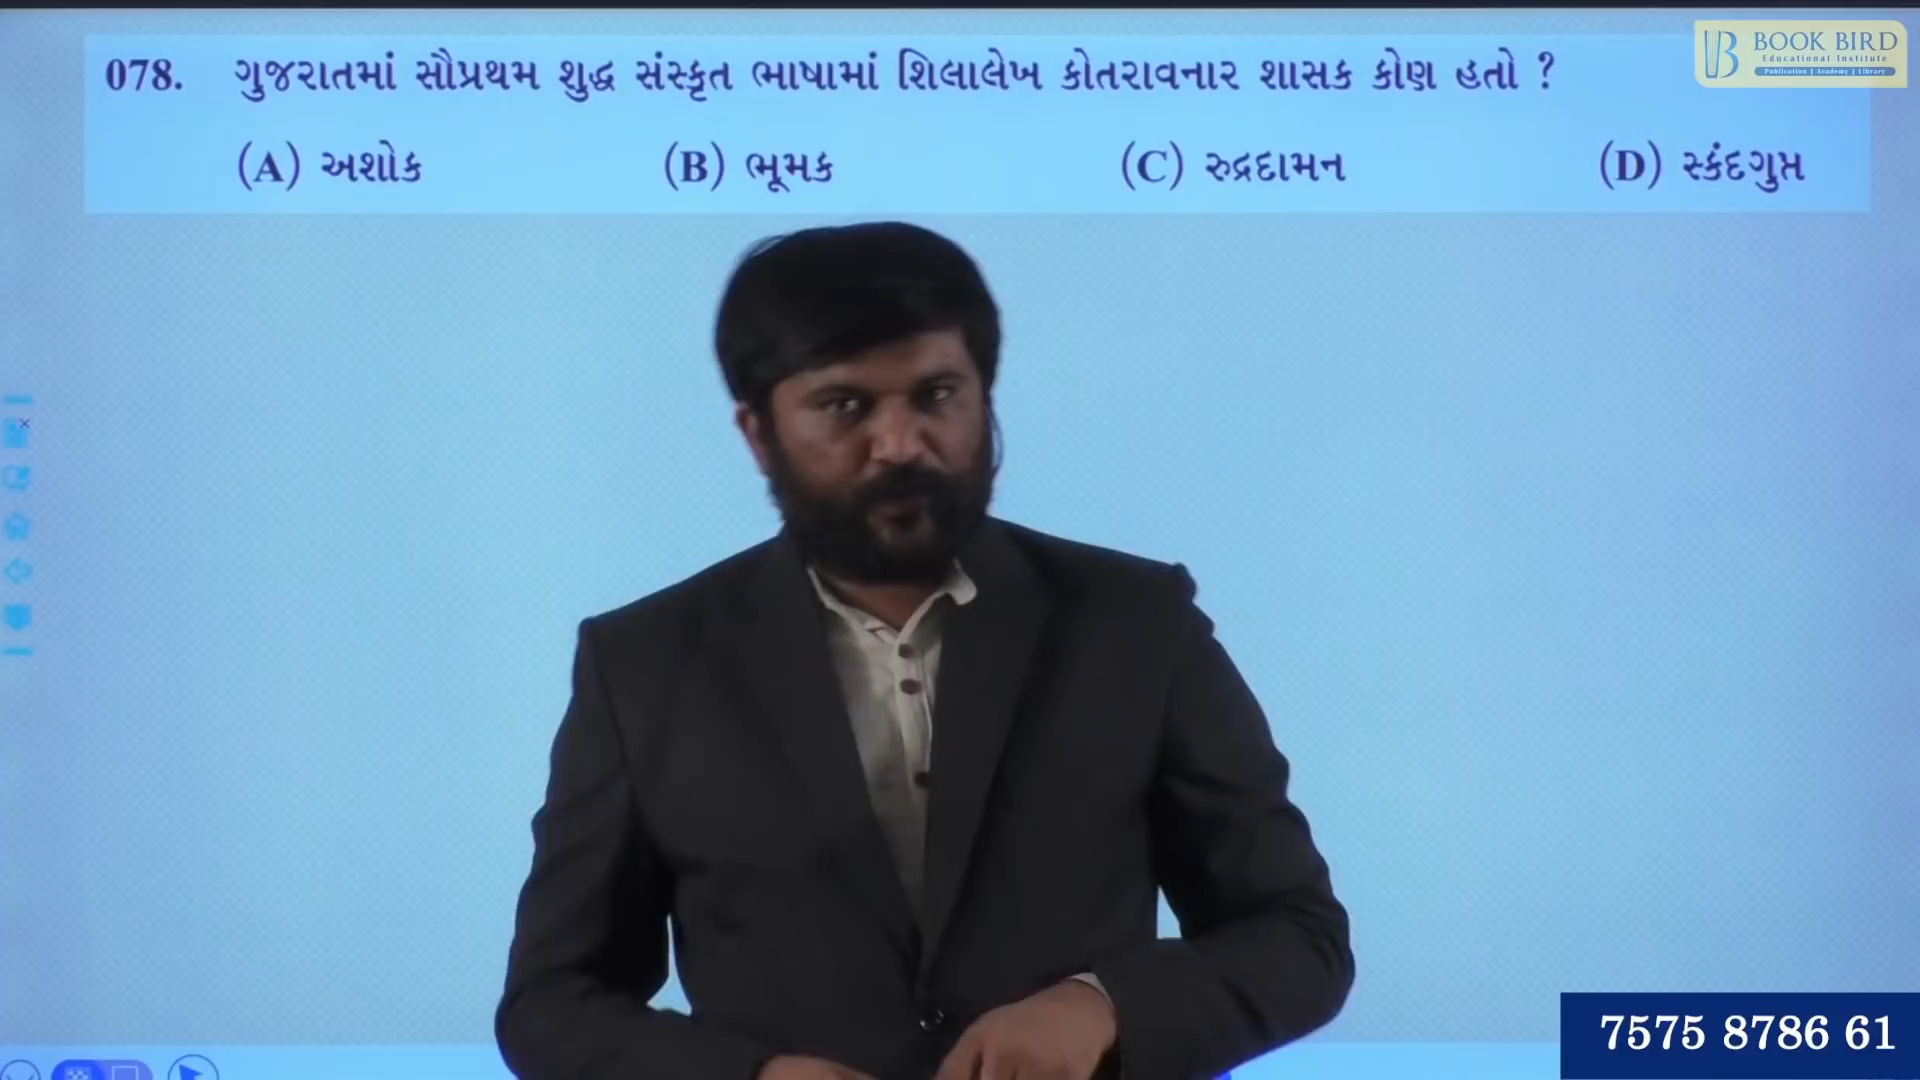 078. ગુજરાતમાં સૌપ્રથમ શુદ્ધ સંસ્કૃત ભાષામાં શિલાલેખ કોતરાવનાર શાસક કોણ હતો ?
(A) અશોક (B) ભૂમક (C) રુદ્રદામન (D) સ્કંદગુપ્ત
BOOK BIRD
Educational Institute
Publication | Academy | Library
7575 8786 61